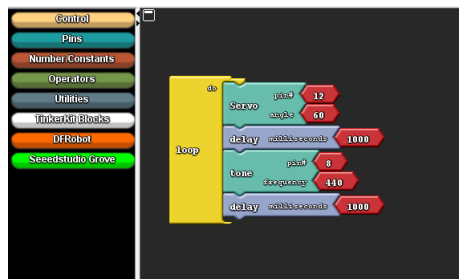 Control
Pins
Number/Constants
Operators
Utilities
TinkerKit Blocks
DFRobot
Seeedstudio Grove
loop
do
Servo
pin# 12
angle 60
delay milliseconds 1000
tone
pin# 8
frequency 440
delay milliseconds 1000